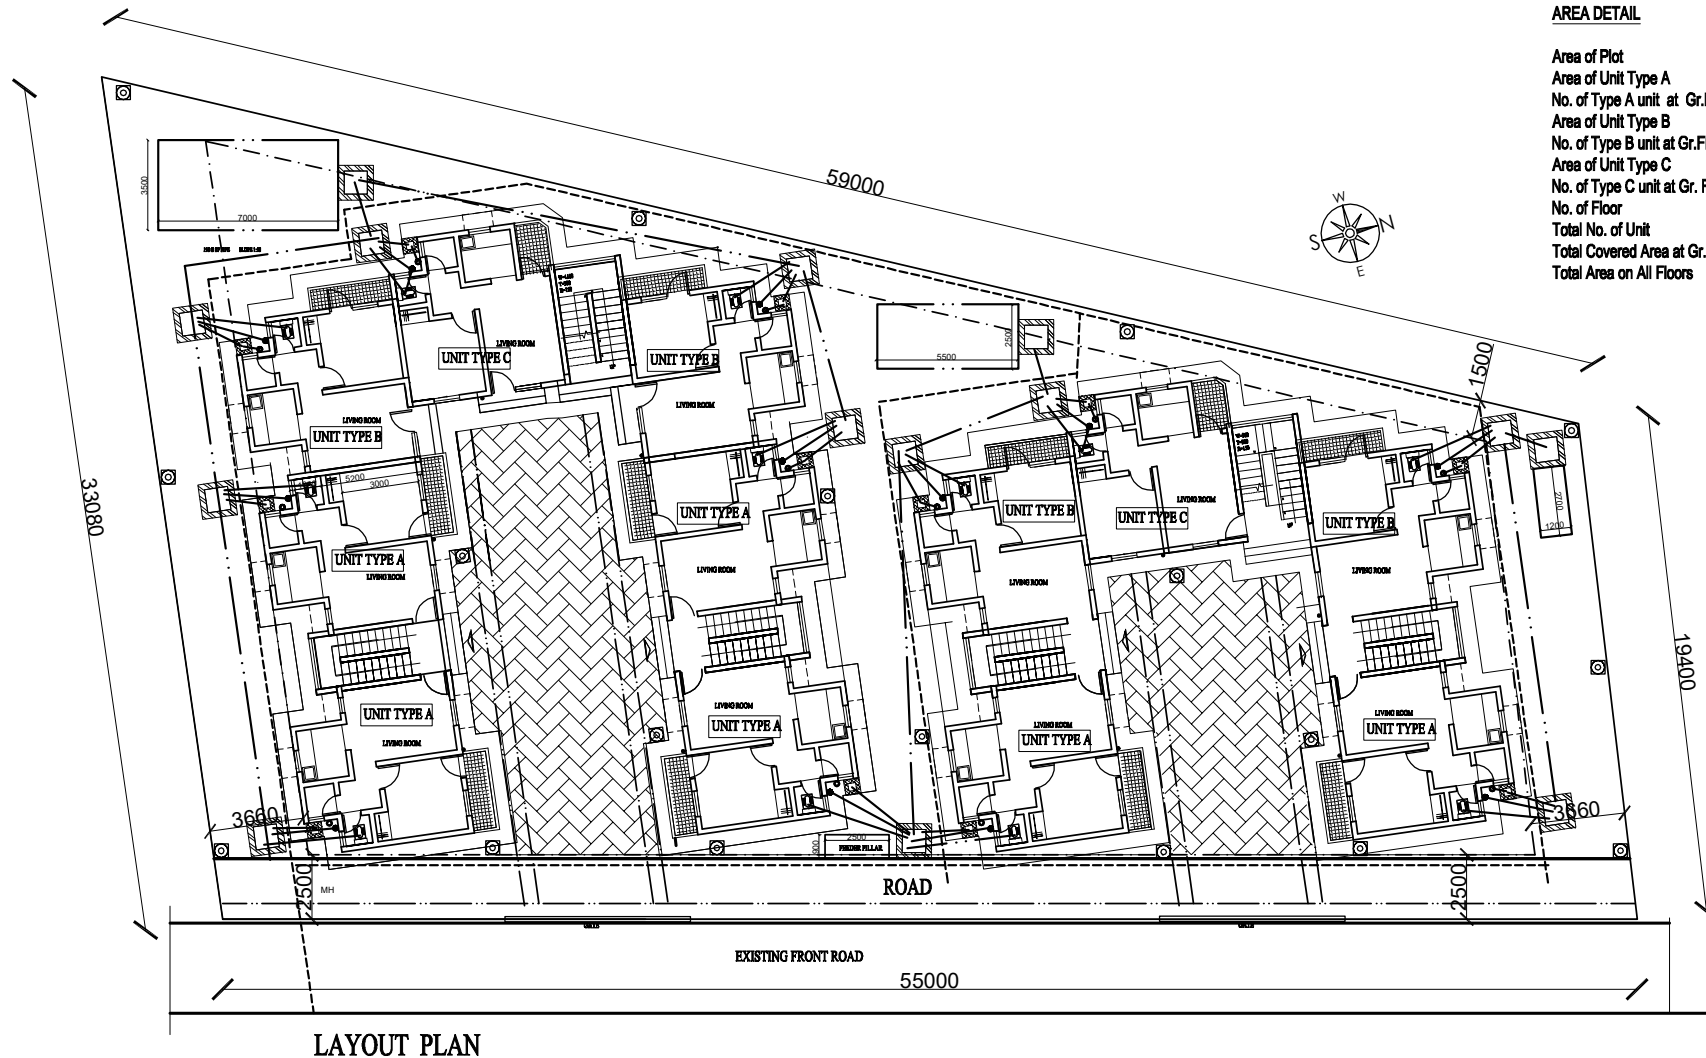 AREA DETAIL
Area of Plot
Area of Unit Type A
No. of Type A unit at Gr.
Area of Unit Type B
No. of Type B unit at Gr.F
Area of Unit Type C
No. of Type C unit at Gr. F
No. of Floor
Total No. of Unit
Total Covered Area at Gr.
Total Area on All Floors
59000
W
N
S
E
3500
7000
LIVING ROOM
UNIT TYPE C
UNIT TYPE B
2500
5500
1500
LIVING ROOM
LIVING ROOM
UNIT TYPE B
5200
3000
33080
UNIT TYPE A
UNIT TYPE B
LIVING ROOM
UNIT TYPE C
UNIT TYPE B
2700
1200
UNIT TYPE A
LIVING ROOM
LIVING ROOM
LIVING ROOM
LIVING ROOM
19400
UNIT TYPE A
LIVING ROOM
LIVING ROOM
UNIT TYPE A
LIVING ROOM
UNIT TYPE A
LIVING ROOM
UNIT TYPE A
3660
3660
2500
900
FEEDER PILLAR
2500
MH
ROAD
2500
EXISTING FRONT ROAD
55000
LAYOUT PLAN